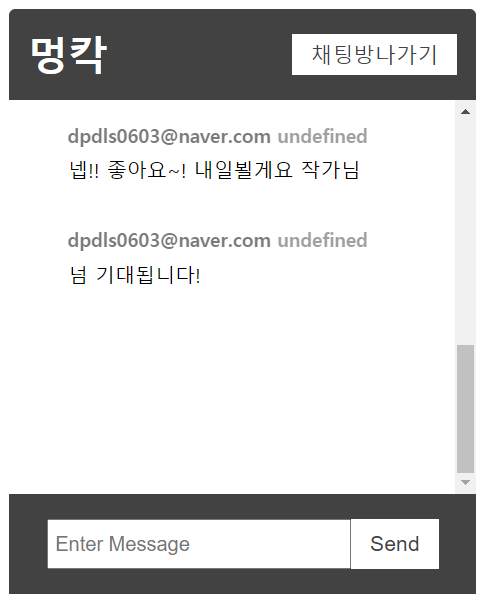 멍칵
채팅방나가기
dpdls0603@naver.com undefined
넵!! 좋아요~! 내일뵐게요 작가님
dpdls0603@naver.com undefined
넘 기대됩니다!
Enter Message
Send